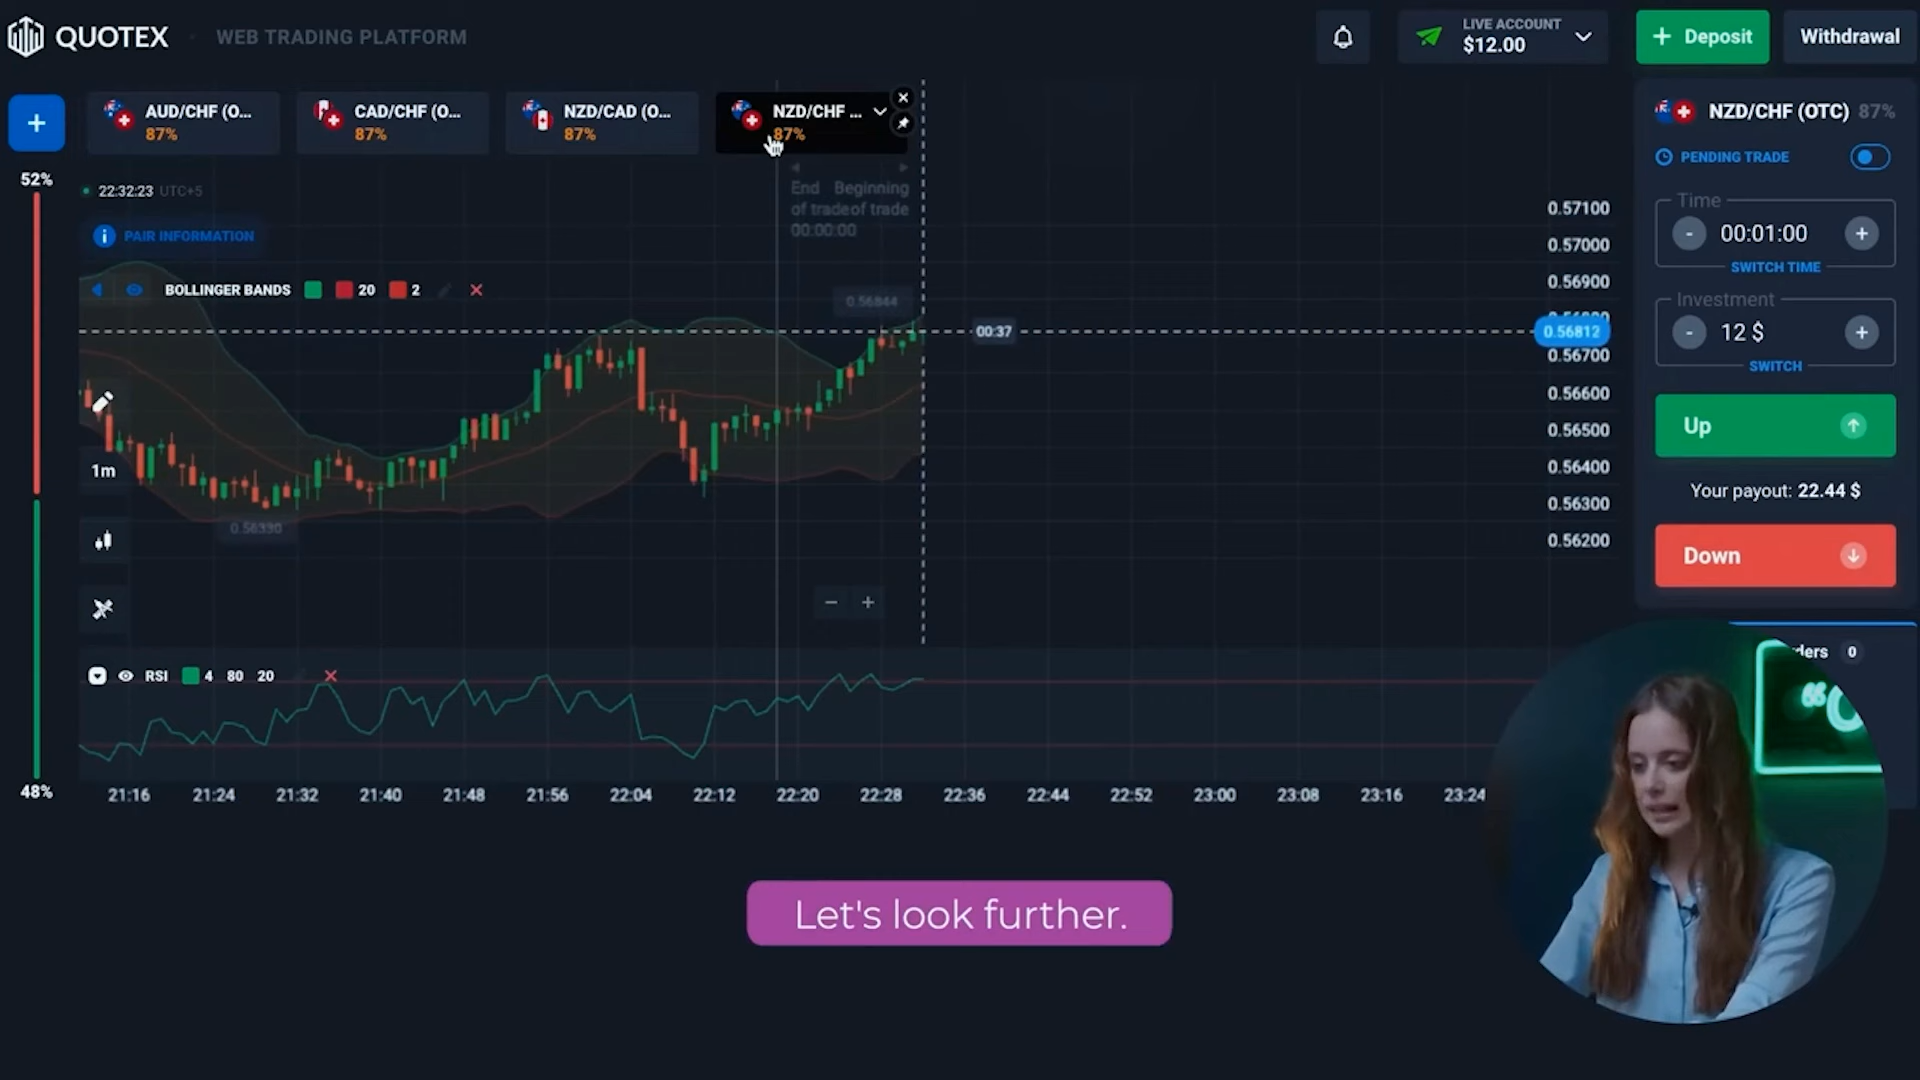 QUOTEX
WEB TRADING PLATFORM
LIVE ACCOUNT
$12.00
Deposit
Withdrawal
AUD/CHF (O...
87%
CAD/CHF (O...
87%
NZD/CAD (O...
87%
NZD/CHF ...
87%
NZD/CHF (OTC) 87%
PENDING TRADE
Time
00:01:00
SWITCH TIME
Investment
12 $
SWITCH
Up
Your payout: 22.44 $
Down
52%
22:32:23 UTC+5
PAIR INFORMATION
End
of trade
00:00:00
Beginning
of trade
BOLLINGER BANDS 20 2
0.56844
00:37
0.56812
0.57100
0.57000
0.56900
0.56700
0.56600
0.56500
0.56400
0.56300
0.56200
1m
0.56330
RSI 4 80 20
48%
21:16 21:24 21:32 21:40 21:48 21:56 22:04 22:12 22:20 22:28 22:36 22:44 22:52 23:00 23:08 23:16 23:24
0
Let's look further.